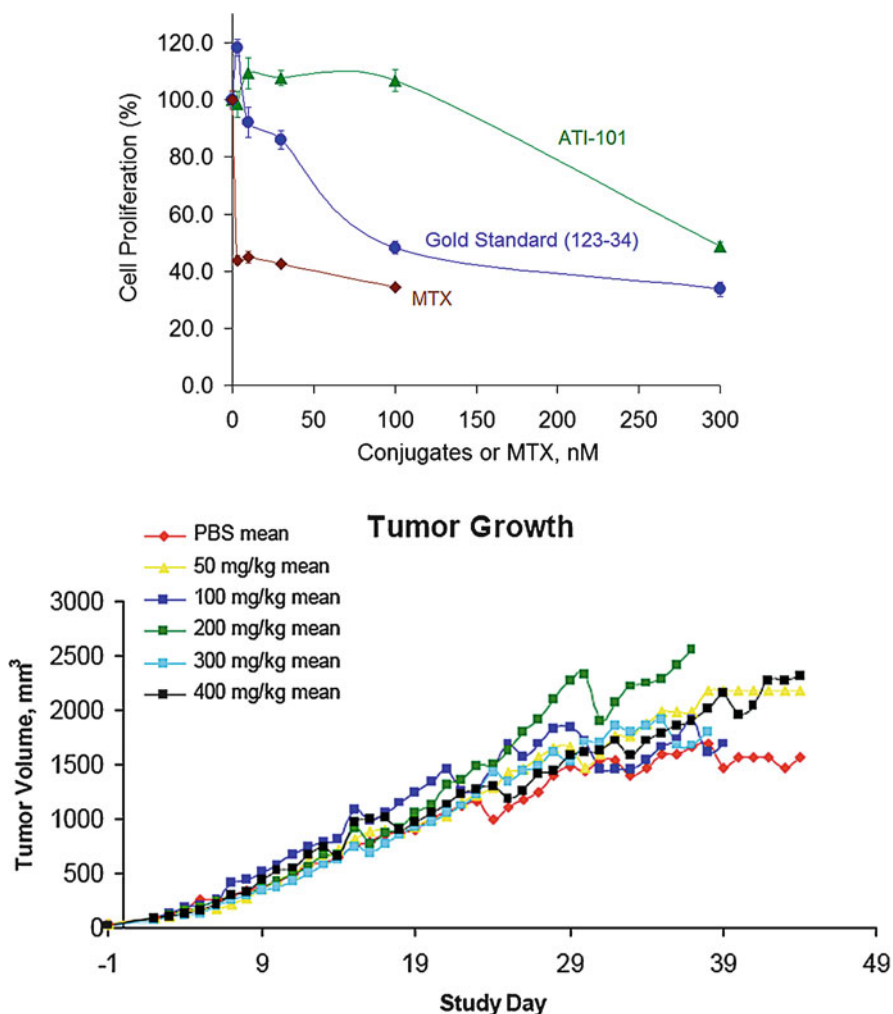 120.0
100.0
80.0
60.0
40.0
20.0
0.0
Cell Proliferation (%)
ATI-101
Gold Standard (123-34)
MTX
0 50 100 150 200 250 300
Conjugates or MTX, nM
Tumor Growth
PBS mean
50 mg/kg mean
100 mg/kg mean
200 mg/kg mean
300 mg/kg mean
400 mg/kg mean
3000
2500
2000
1500
1000
500
0
Tumor Volume, mm³
-1 9 19 29 39 49
Study Day